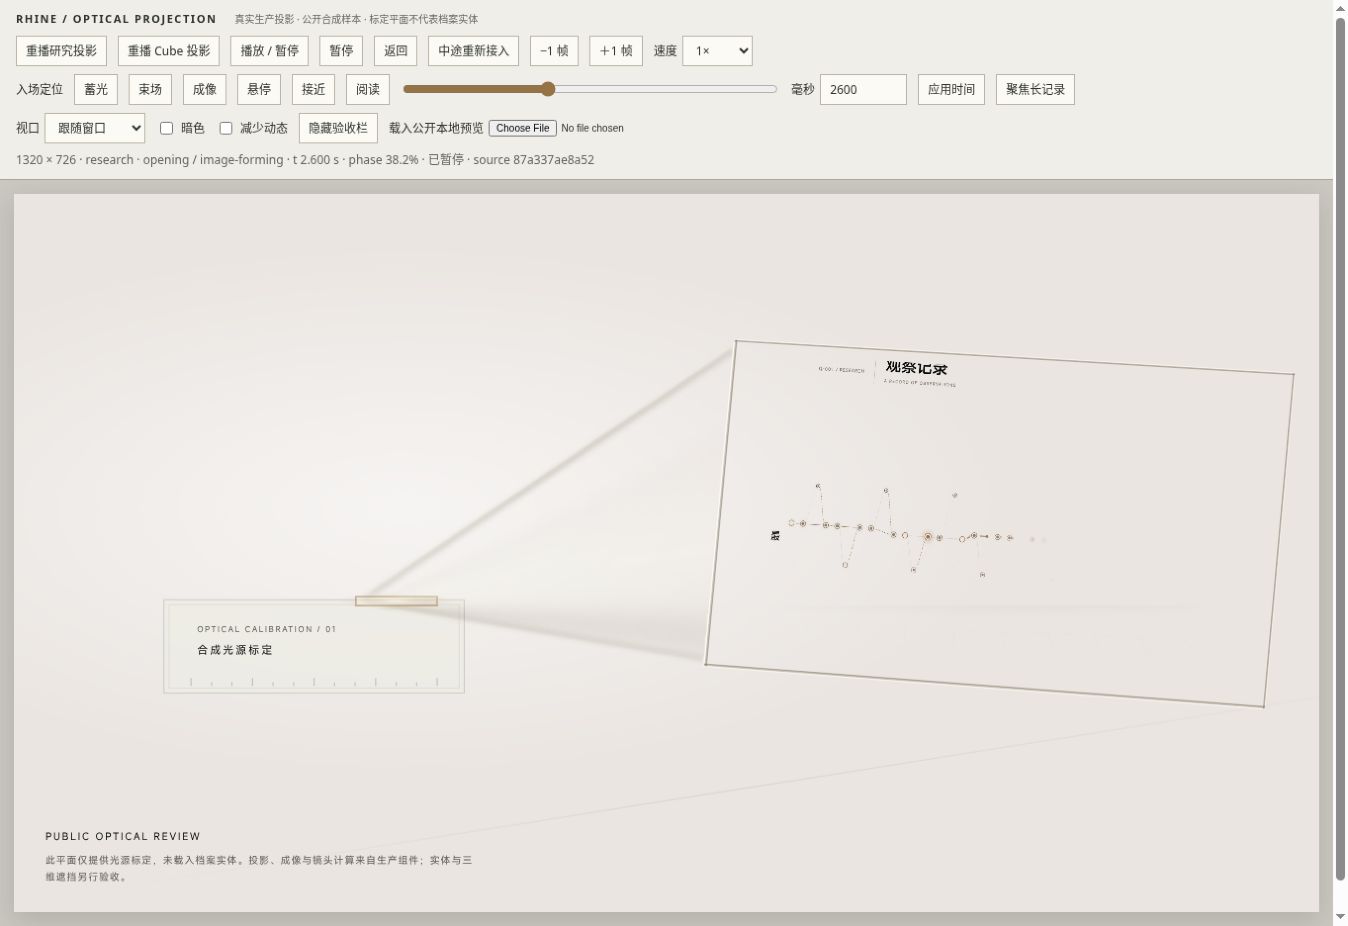 RHINE / OPTICAL PROJECTION 真实生产投影 · 公开合成样本 · 标定平面不代表档案实体
重播研究投影 重播 Cube 投影 播放 / 暂停 暂停 返回 中途重新接入 −1 帧 ＋1 帧 速度 1×
入场定位 蓄光 束场 成像 悬停 接近 阅读 毫秒 2600 应用时间 聚焦长记录
视口 跟随窗口 暗色 减少动态 隐藏验收栏 载入公开本地预览 Choose File No file chosen
1320 × 726 · research · opening / image-forming · t 2.600 s · phase 38.2% · 已暂停 · source 87a337ae8a52
/ RESEARCH
观察记录
A RECORD OF
OPTICAL CALIBRATION / 01
合成光源标定
PUBLIC OPTICAL REVIEW
此平面仅提供光源标定，未载入档案实体。投影、成像与镜头计算来自生产组件；实体与三
维遮挡另行验收。